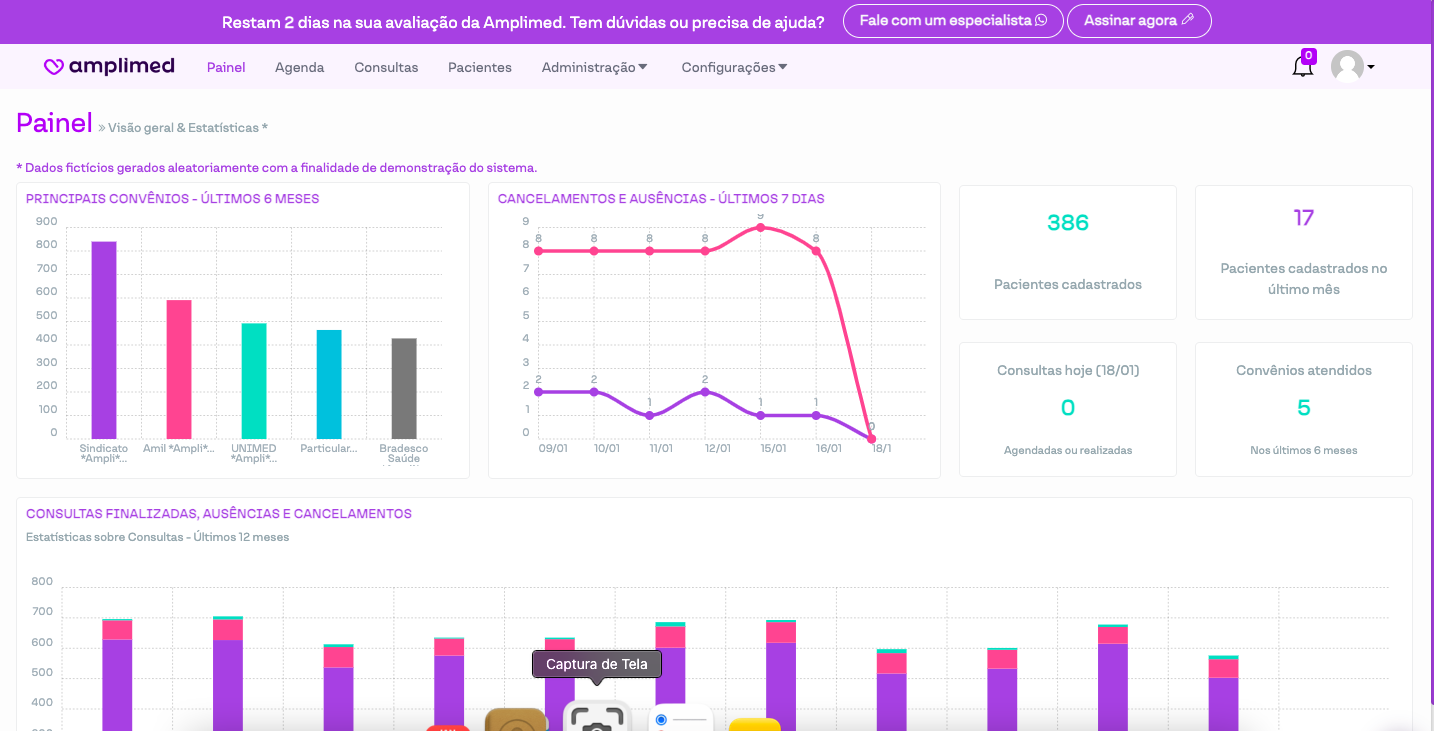 Restam 2 dias na sua avaliação da Amplimed. Tem dúvidas ou precisa de ajuda?
Fale com um especialista
Assinar agora
amplimed
Painel
Agenda
Consultas
Pacientes
Administração
Configurações
0
Painel
» Visão geral & Estatísticas *
* Dados fictícios gerados aleatoriamente com a finalidade de demonstração do sistema.
PRINCIPAIS CONVÊNIOS - ÚLTIMOS 6 MESES
900
800
700
600
500
400
300
200
100
0
Sindicato
*Ampli*...
Amil *Ampli*...
UNIMED
*Ampli*...
Particular...
Bradesco
Saúde
CANCELAMENTOS E AUSÊNCIAS - ÚLTIMOS 7 DIAS
9
8
7
6
5
4
3
2
1
0
8
8
8
8
9
8
2
2
1
2
1
1
0
09/01
10/01
11/01
12/01
15/01
16/01
18/1
386
Pacientes cadastrados
17
Pacientes cadastrados no
último mês
Consultas hoje (18/01)
0
Agendadas ou realizadas
Convênios atendidos
5
Nos últimos 6 meses
CONSULTAS FINALIZADAS, AUSÊNCIAS E CANCELAMENTOS
Estatísticas sobre Consultas - Últimos 12 meses
800
700
600
500
400
Captura de Tela